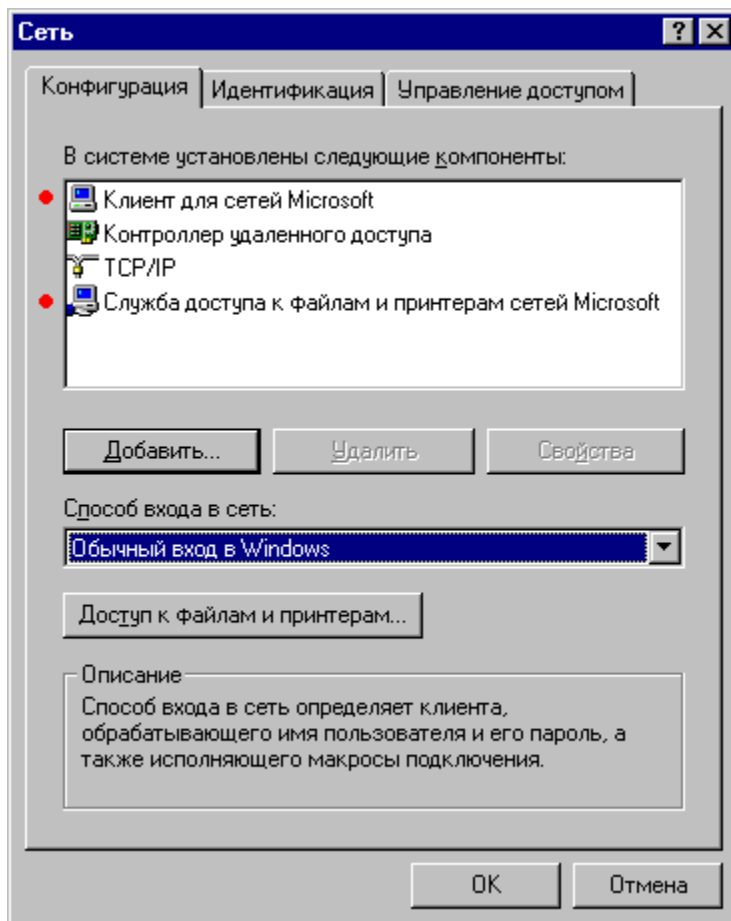 Сеть
Конфигурация
Идентификация
Управление доступом
В системе установлены следующие компоненты:
Клиент для сетей Microsoft
Контроллер удаленного доступа
TCP/IP
Служба доступа к файлам и принтерам сетей Microsoft
Добавить...
Удалить
Свойства
Способ входа в сеть:
Обычный вход в Windows
Доступ к файлам и принтерам...
Описание
Способ входа в сеть определяет клиента,
обрабатывающего имя пользователя и его пароль, а
также исполняющего макросы подключения.
OK
Отмена